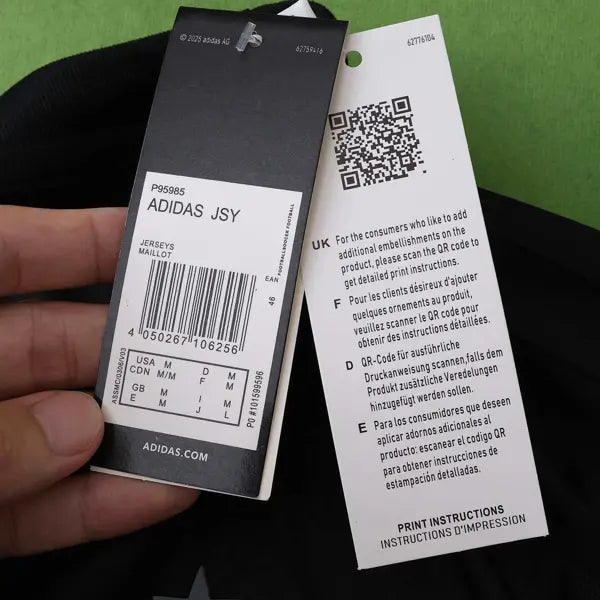 © 2025 adidas AG
62759416
P95985
ADIDAS JSY
JERSEYS
MAILLOT
FOOTBALL/SOCCER FOOTBALL
EAN
46
4 050267 106256
ASSMC/0306/V03
USA M D M
CDN M/M F M
GB M I M
E M J L
PO #101599596
ADIDAS.COM
62776104
UK For the consumers who like to add
additional embellishments on the
product, please scan the QR code to
get detailed print instructions.
F Pour les clients désireux d'ajouter
quelques ornements au produit,
veuillez scanner le QR code pour
obtenir des instructions détaillées.
D QR-Code für ausführliche
Druckanweisung scannen,falls dem
Produkt zusätzliche Veredelungen
hinzugefügt werden sollen.
E Para los consumidores que deseen
aplicar adornos adicionales al
producto: escanear el codigo QR
para obtener instrucciones de
estampación detalladas.
PRINT INSTRUCTIONS
INSTRUCTIONS D'IMPRESSION